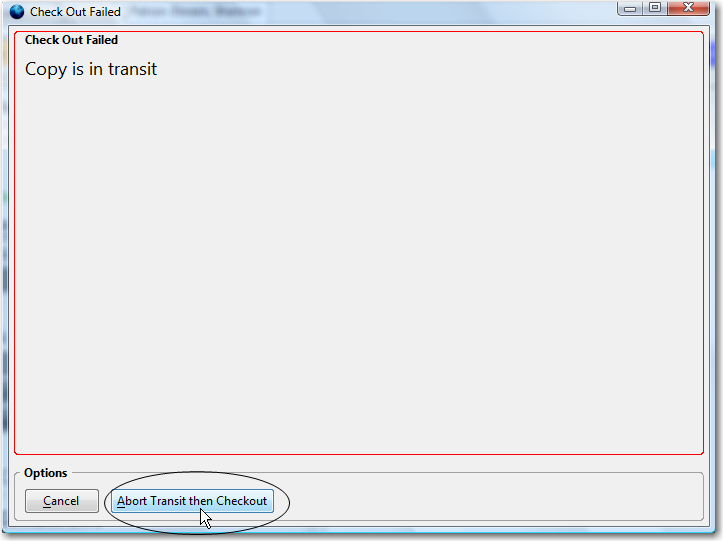 Check Out Failed
Check Out Failed
Copy is in transit
Options
Cancel
Abort Transit then Checkout